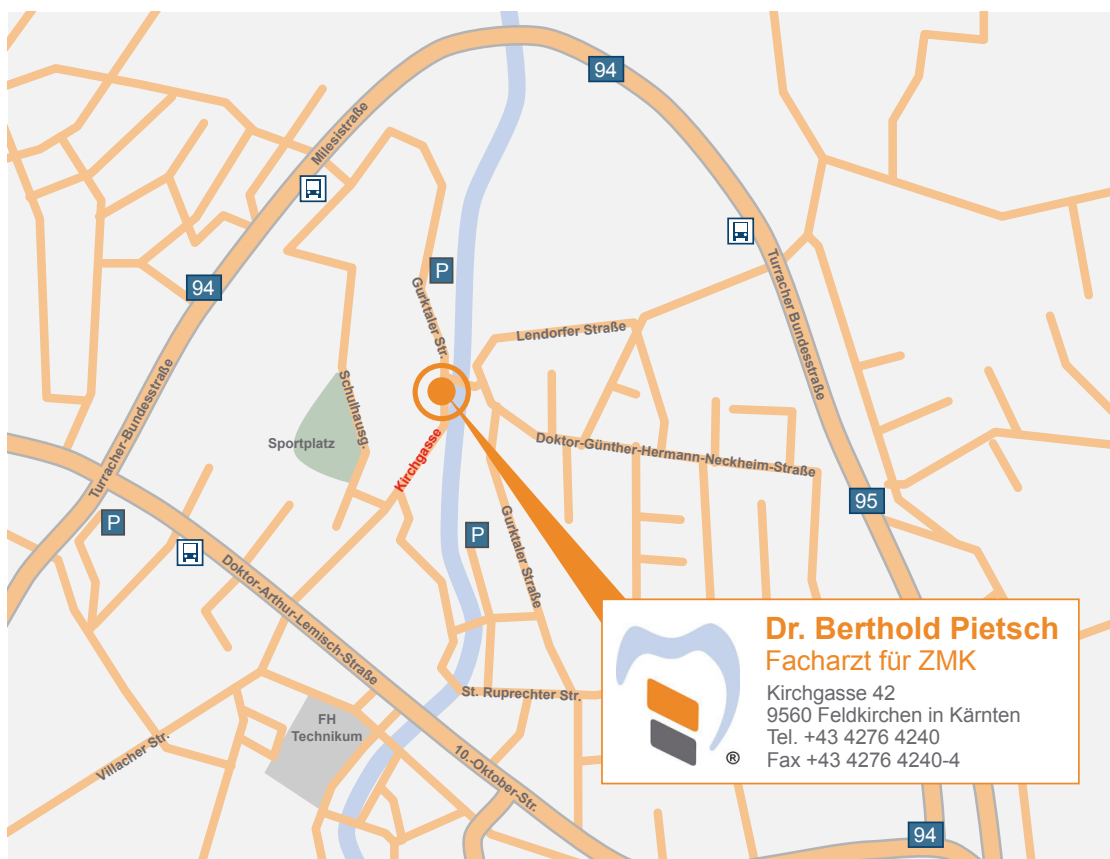 94
Milesistraße
94
Turracher Bundesstraße
P
Gurktaler Str.
Lendorfer Straße
Turracher-Bundesstraße
Schulhausg.
Sportplatz
Kirchgasse
Doktor-Günther-Hermann-Neckheim-Straße
95
P
P
Gurktaler Straße
Doktor-Arthur-Lemisch-Straße
St. Ruprechter Str.
FH
Technikum
Villacher Str.
10.-Oktober-Str.
94
Dr. Berthold Pietsch
Facharzt für ZMK
Kirchgasse 42
9560 Feldkirchen in Kärnten
Tel. +43 4276 4240
Fax +43 4276 4240-4
®